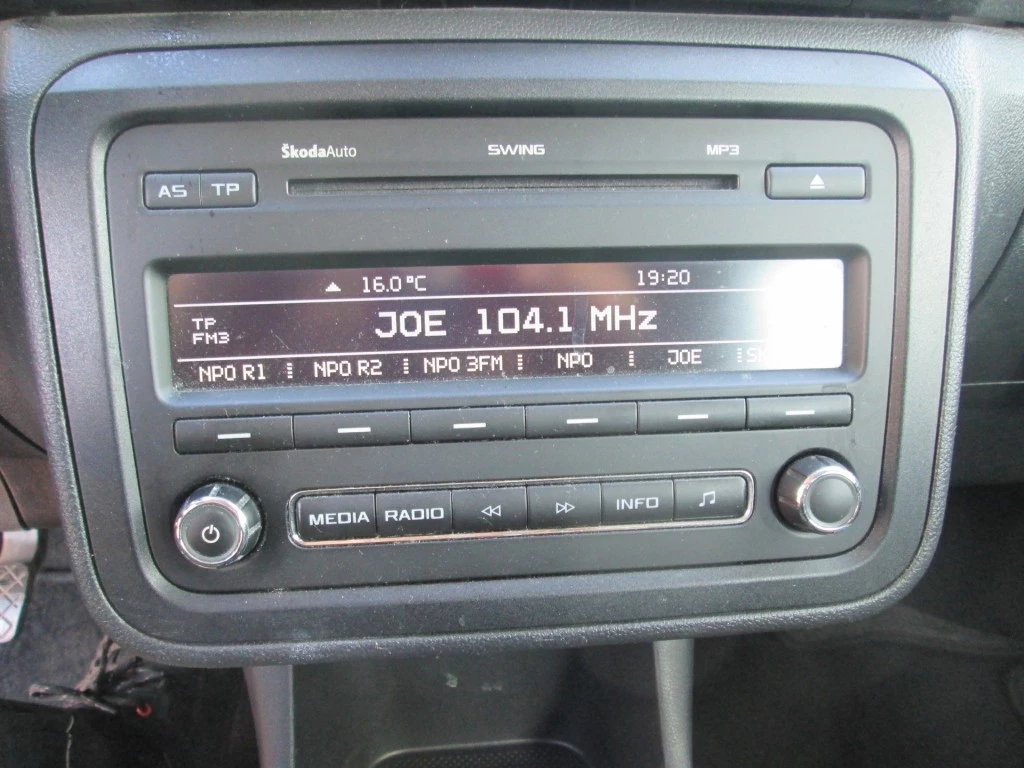 ŠkodaAuto SWING MP3
AS TP
16.0 °C 19:20
TP
FM3
JOE 104.1 MHz
NPO R1 NPO R2 NPO 3FM NPO JOE
MEDIA RADIO INFO